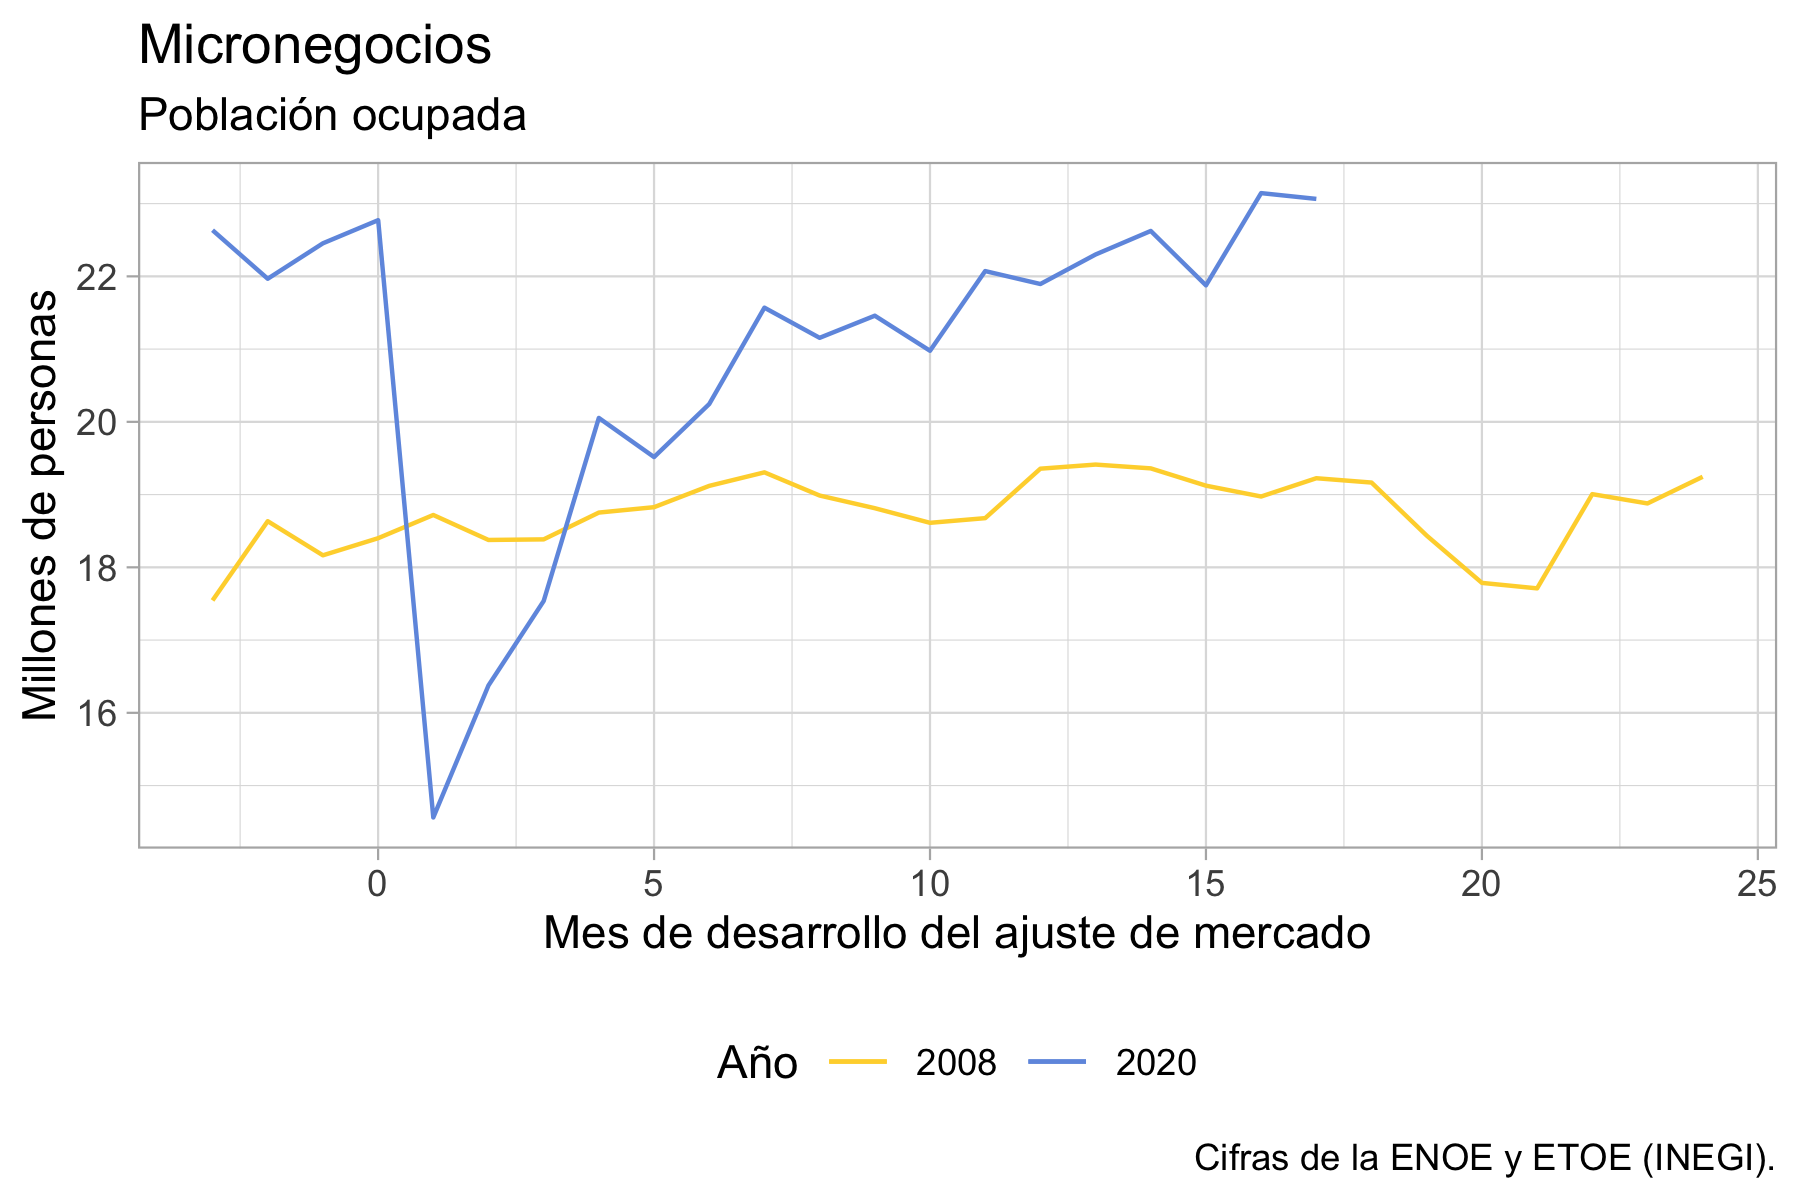 Micronegocios
Población ocupada
Millones de personas
22
20
18
16
0 5 10 15 20 25
Mes de desarrollo del ajuste de mercado
Año 2008 2020
Cifras de la ENOE y ETOE (INEGI).